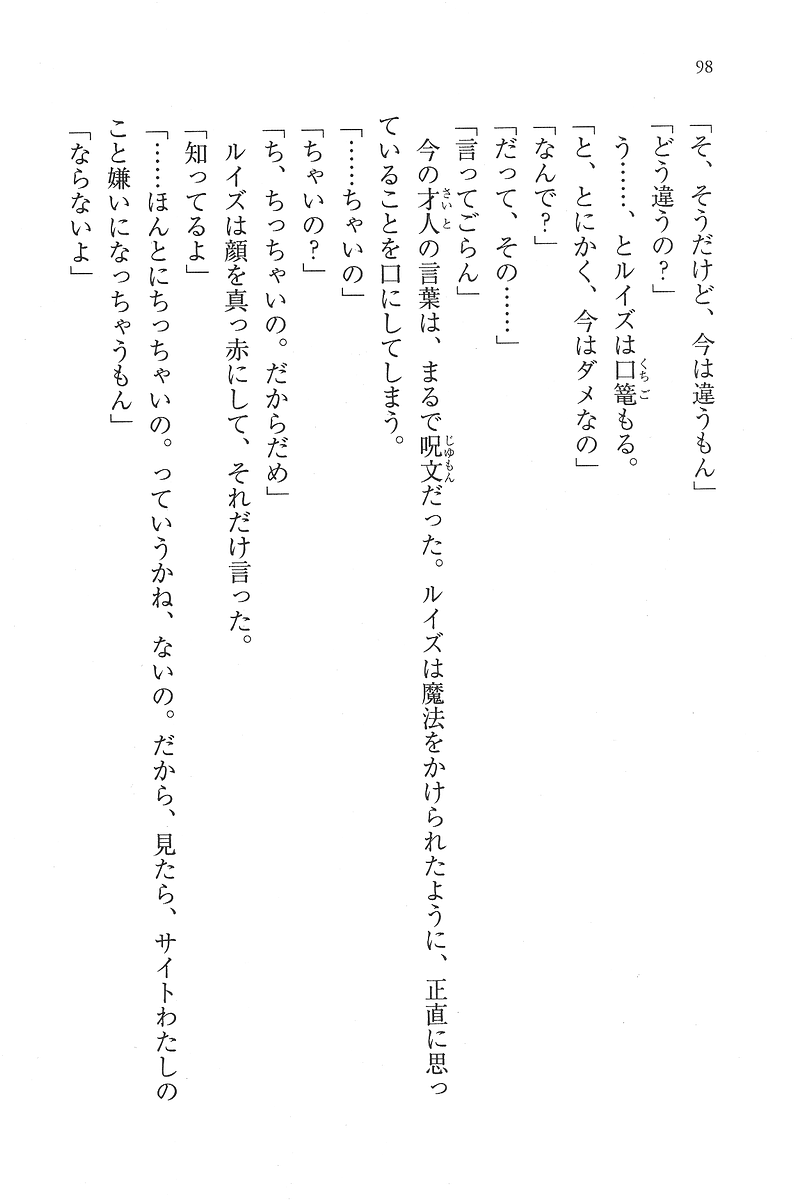 98
「そ、そうだけど、今は違うもん」
「どう違うの？」
う……、とルイズは口篭もる。
「と、とにかく、今はダメなの」
「なんで？」
「だって、その……」
「言ってごらん」
今の才人の言葉は、まるで呪文だった。ルイズは魔法をかけられたように、正直に思っ
ていることを口にしてしまう。
「……ちゃいの」
「ちゃいの？」
「ち、ちっちゃいの。だからだめ」
ルイズは顔を真っ赤にして、それだけ言った。
「知ってるよ」
「……ほんとにちっちゃいの。っていうかね、ないの。だから、見たら、サイトわたしの
こと嫌いになっちゃうもん」
「ならないよ」